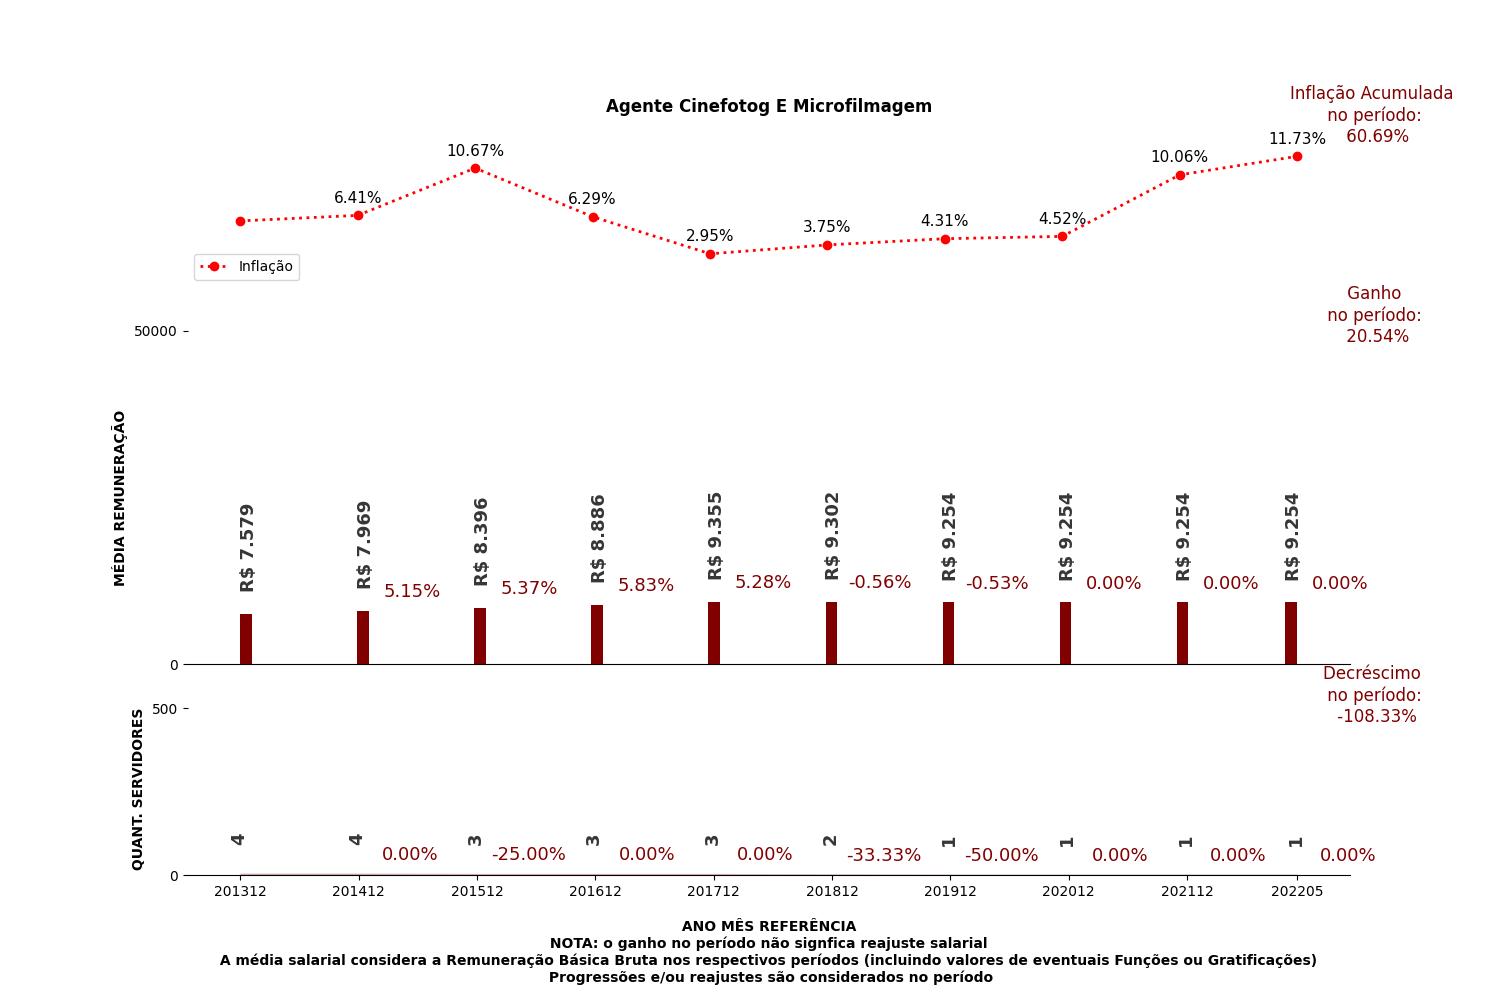 Agente Cinefotog E Microfilmagem
Inflação Acumulada
no período:
60.69%
6.41%
10.67%
6.29%
2.95%
3.75%
4.31%
4.52%
10.06%
11.73%
Inflação
Ganho
no período:
20.54%
50000
0
MÉDIA REMUNERAÇÃO
R$ 7.579
R$ 7.969
R$ 8.396
R$ 8.886
R$ 9.355
R$ 9.302
R$ 9.254
R$ 9.254
R$ 9.254
R$ 9.254
5.15%
5.37%
5.83%
5.28%
-0.56%
-0.53%
0.00%
0.00%
0.00%
Decréscimo
no período:
-108.33%
500
0
QUANT. SERVIDORES
4
4
3
3
3
2
1
1
1
1
0.00%
-25.00%
0.00%
0.00%
-33.33%
-50.00%
0.00%
0.00%
0.00%
201312
201412
201512
201612
201712
201812
201912
202012
202112
202205
ANO MÊS REFERÊNCIA
NOTA: o ganho no período não signfica reajuste salarial
A média salarial considera a Remuneração Básica Bruta nos respectivos períodos (incluindo valores de eventuais Funções ou Gratificações)
Progressões e/ou reajustes são considerados no período